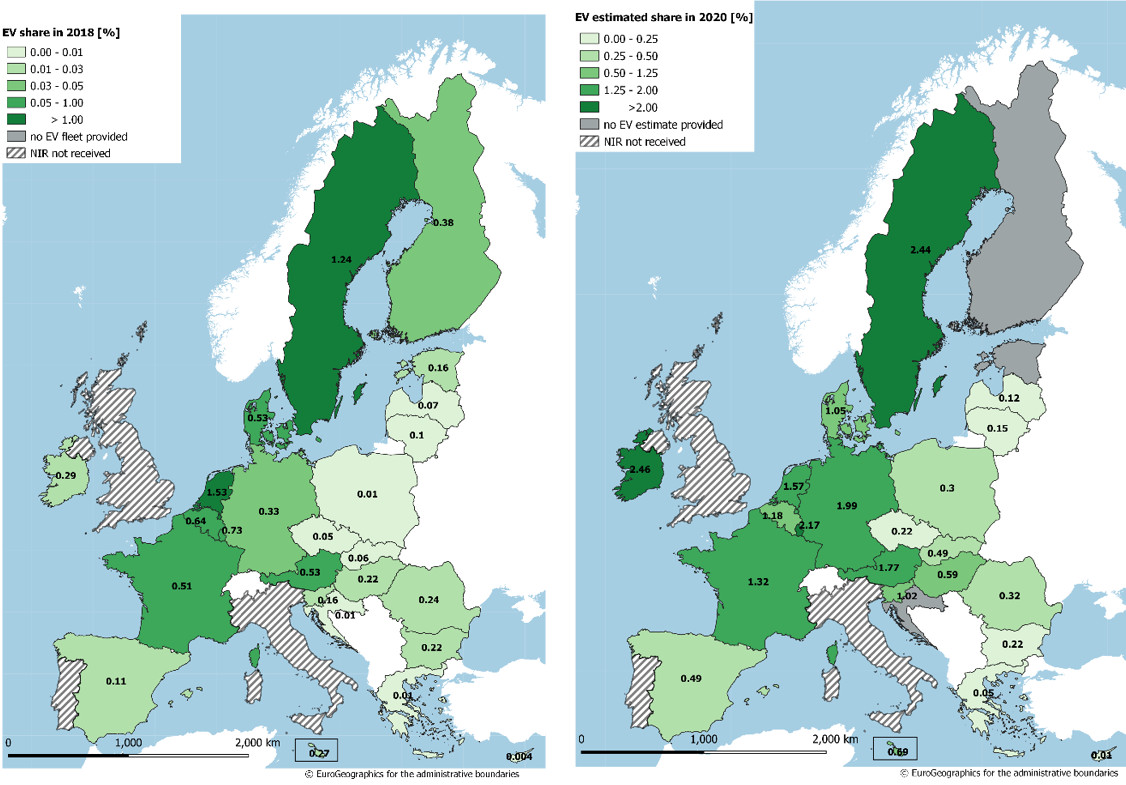 EV share in 2018 [%]
0.00 - 0.01
0.01 - 0.03
0.03 - 0.05
0.05 - 1.00
> 1.00
no EV fleet provided
NIR not received
0.38
1.24
0.16
0.07
0.1
0.53
0.29
1.53
0.01
0.33
0.64
0.73
0.05
0.06
0.53
0.51
0.22
0.16
0.24
0.01
0.22
0.11
0.01
0 1,000 2,000 km
0.27
0.004
© EuroGeographics for the administrative boundaries
EV estimated share in 2020 [%]
0.00 - 0.25
0.25 - 0.50
0.50 - 1.25
1.25 - 2.00
>2.00
no EV estimate provided
NIR not received
2.44
0.12
1.05
0.15
2.46
1.57
0.3
1.99
1.18
2.17
0.22
0.49
1.77
0.59
1.32
1.02
0.32
0.22
0.49
0.05
0 1,000 2,000 km
0.69
0.01
© EuroGeographics for the administrative boundaries